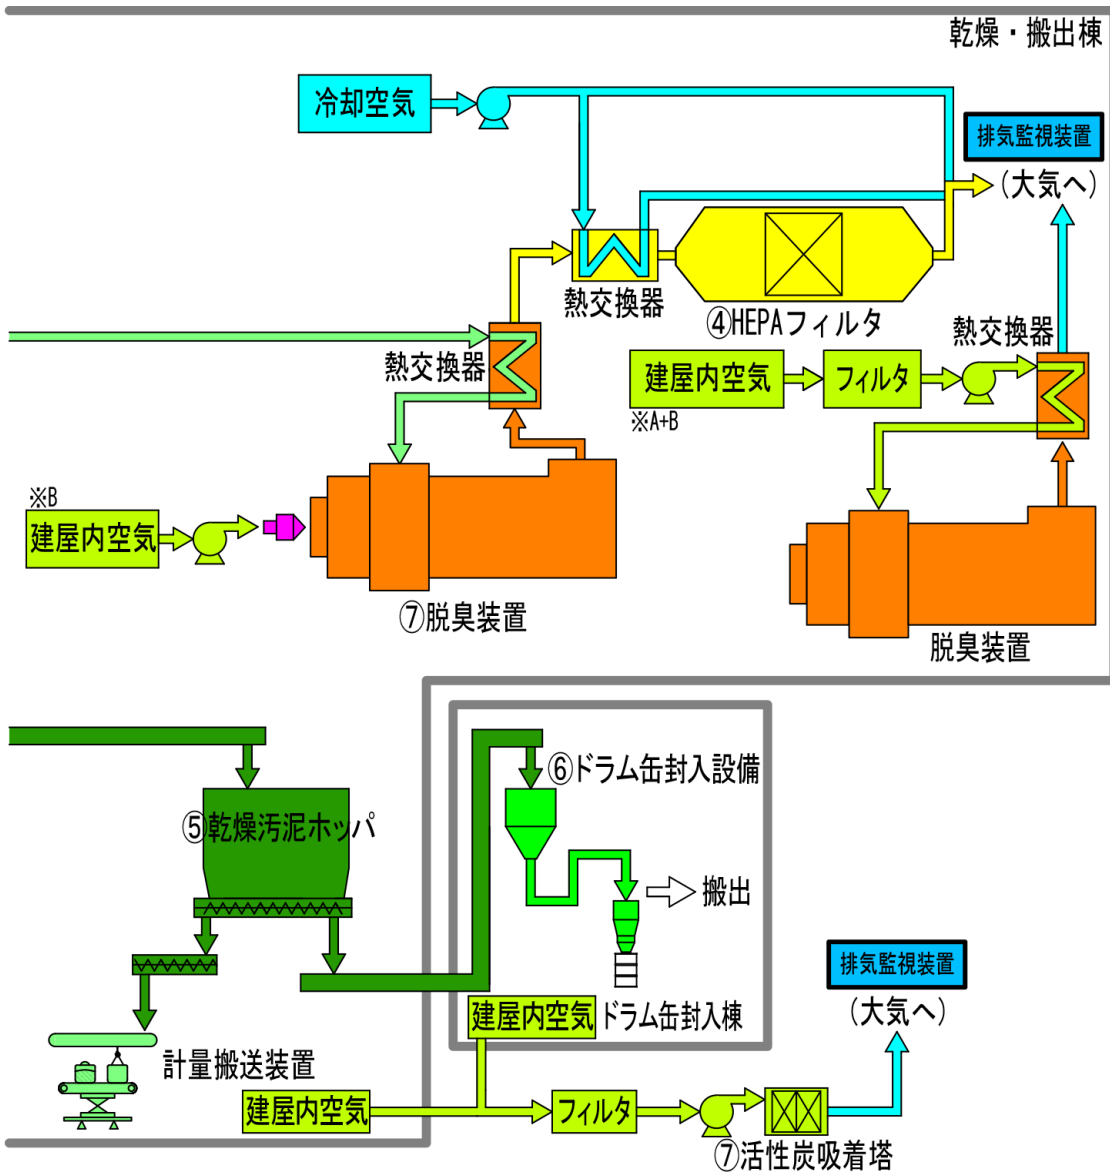 乾燥・搬出棟
冷却空気
排気監視装置
(大気へ)
熱交換器
④HEPAフィルタ
熱交換器
熱交換器
建屋内空気
フィルタ
※A+B
※B
建屋内空気
⑦脱臭装置
脱臭装置
⑥ドラム缶封入設備
⑤乾燥汚泥ホッパ
搬出
排気監視装置
(大気へ)
建屋内空気
ドラム缶封入棟
計量搬送装置
建屋内空気
フィルタ
⑦活性炭吸着塔